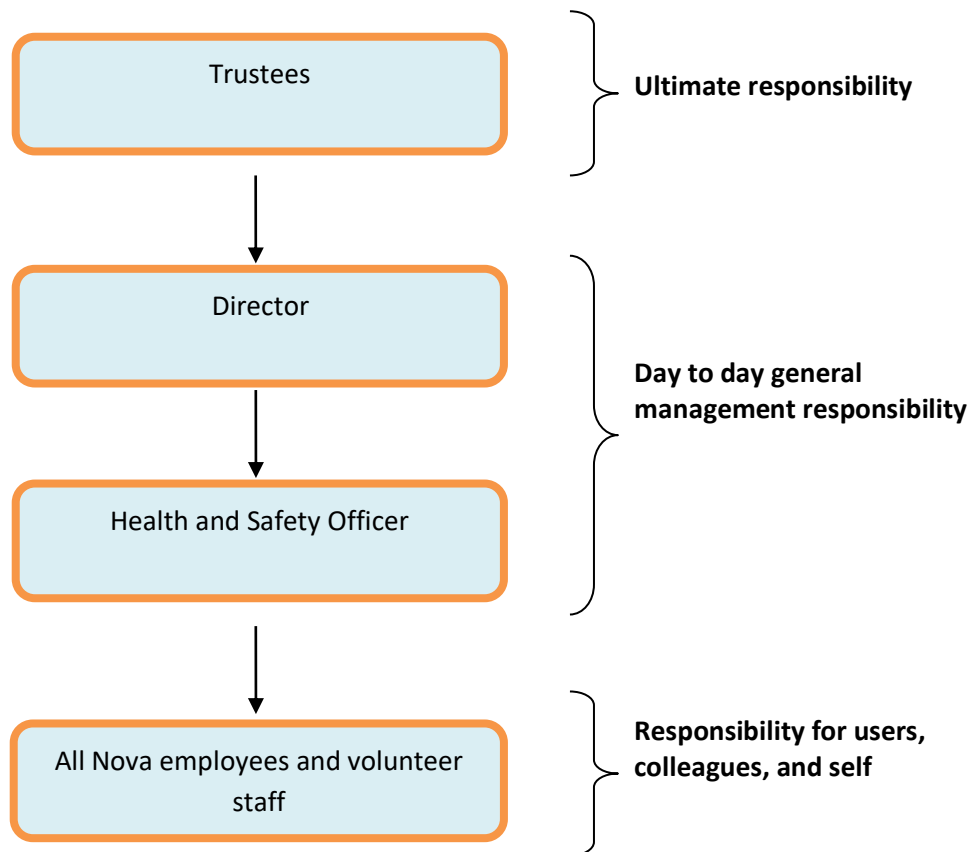 Trustees
Ultimate responsibility
Director
Day to day general
management responsibility
Health and Safety Officer
All Nova employees and volunteer
staff
Responsibility for users,
colleagues, and self